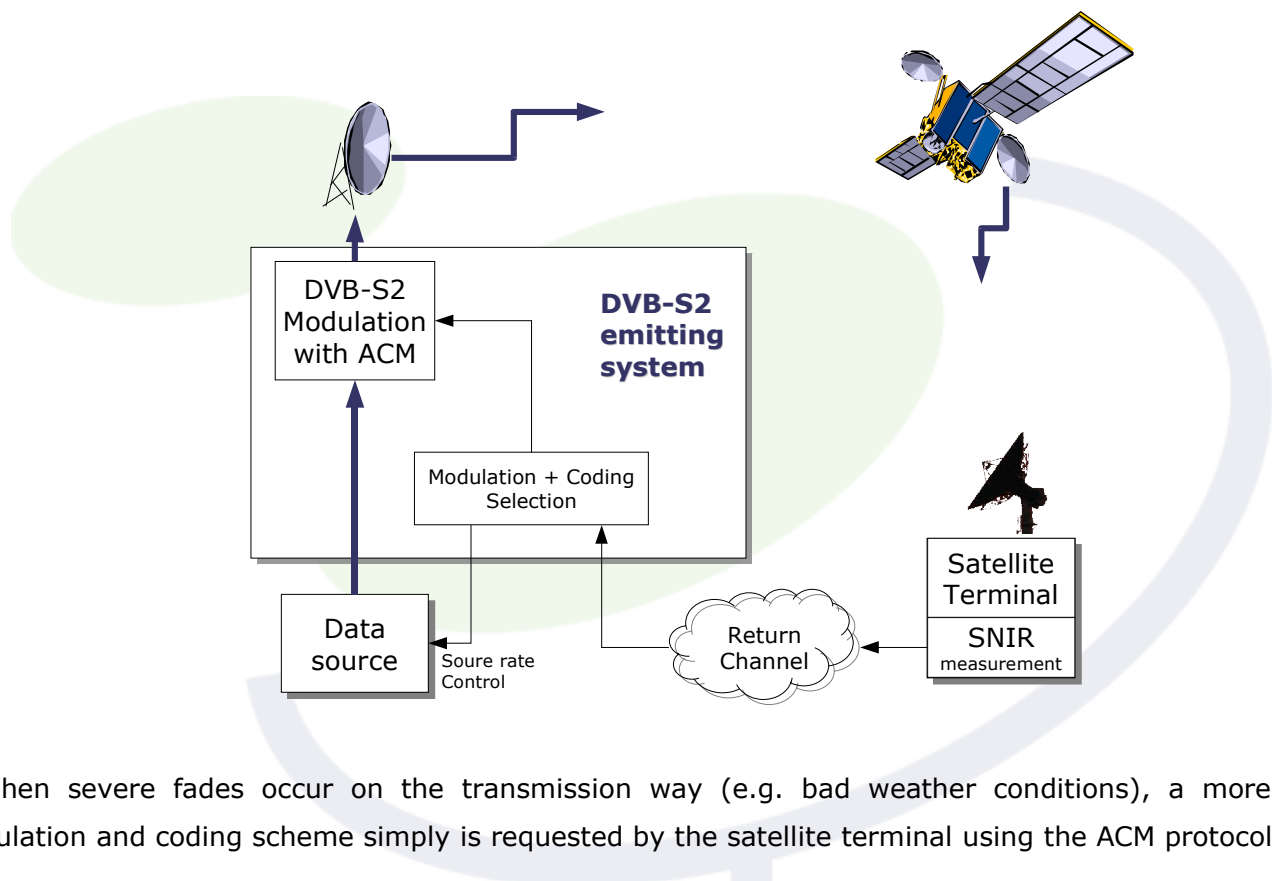 DVB-S2
Modulation
with ACM
DVB-S2
emitting
system
Modulation + Coding
Selection
Data
source
Soure rate
Control
Return
Channel
Satellite
Terminal
SNIR
measurement
hen severe fades occur on the transmission way (e.g. bad weather conditions), a more
ulation and coding scheme simply is requested by the satellite terminal using the ACM protocol